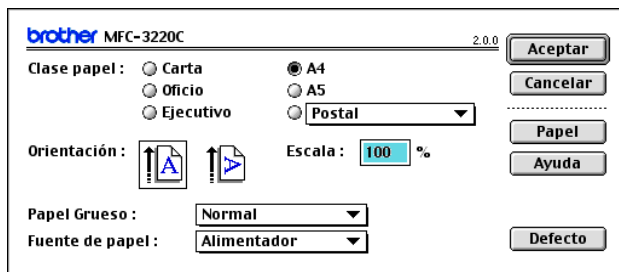 brother MFC-3220C 2.0.0 Aceptar
Clase papel : Carta A4
Oficio A5 Cancelar
Ejecutivo Postal
Papel
Orientación : A A Escala : 100 % Ayuda
Papel Grueso : Normal
Fuente de papel : Alimentador Defecto